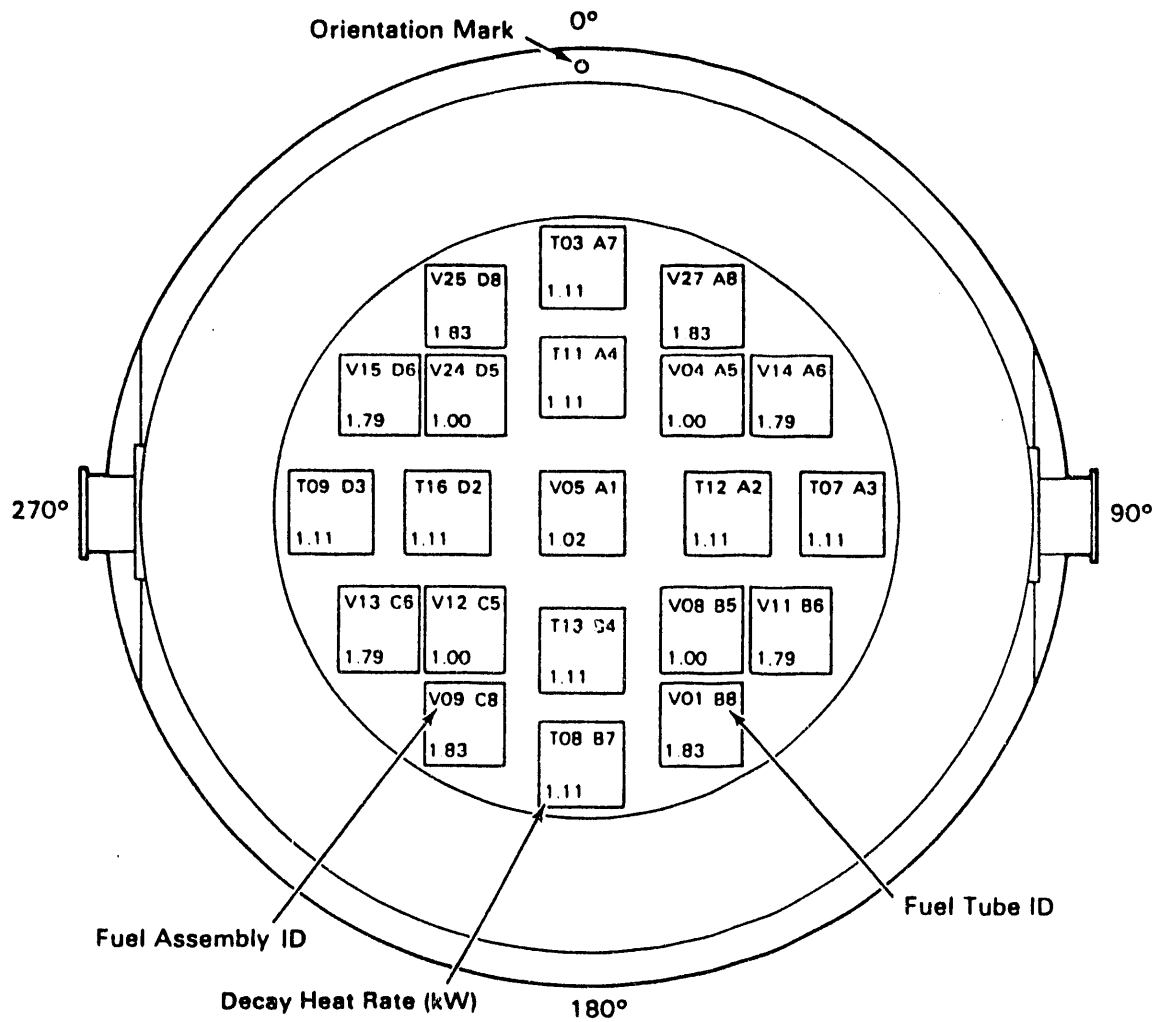 0°
Orientation Mark
T03 A7
1.11
V25 D8
1.83
V27 A8
1.83
T11 A4
1.11
V15 D6
1.79
V24 D5
1.00
V04 A5
1.00
V14 A6
1.79
270°
T09 D3
1.11
T16 D2
1.11
V05 A1
1.02
T12 A2
1.11
T07 A3
1.11
90°
V13 C6
1.79
V12 C5
1.00
T13
1.11
V08 B5
1.00
V11 B6
1.79
V09 C8
1.83
T08 B7
1.11
V01 B8
1.83
Fuel Assembly ID
Fuel Tube ID
Decay Heat Rate (kW)
180°